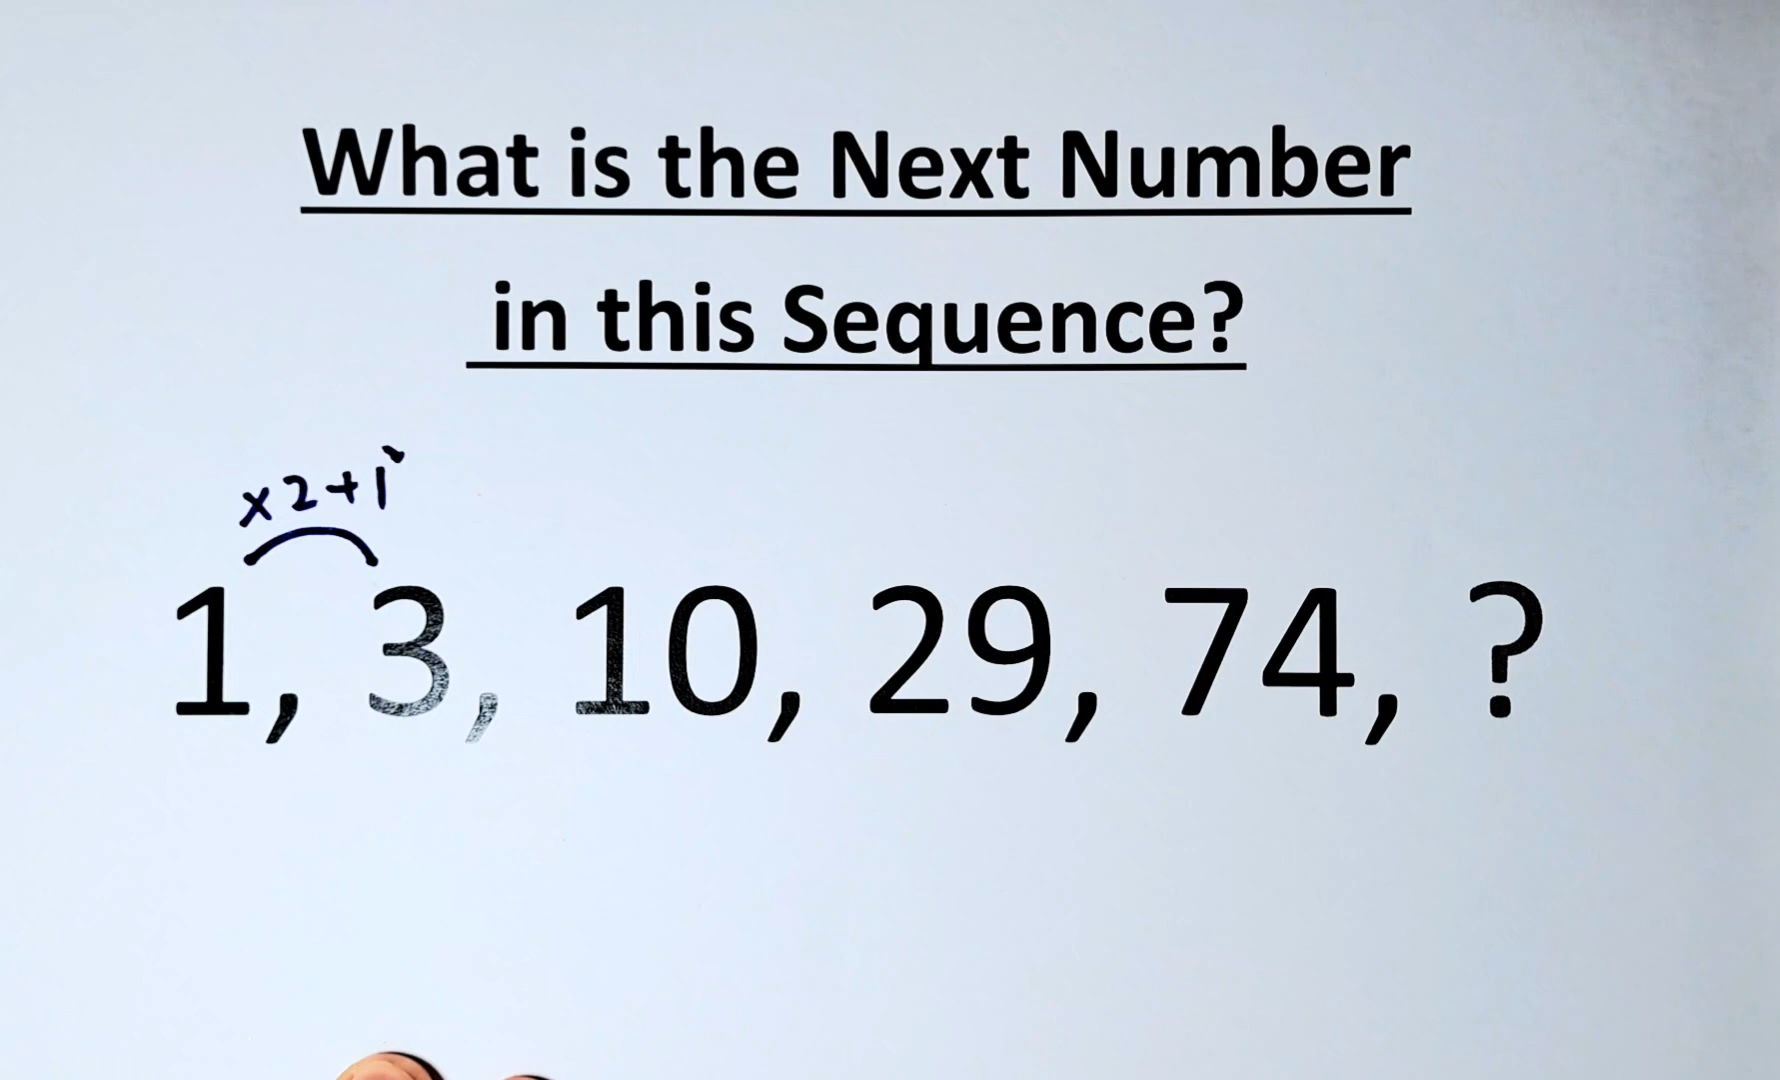 What is the Next Number
in this Sequence?
x2+1`
1, 3, 10, 29, 74, ?